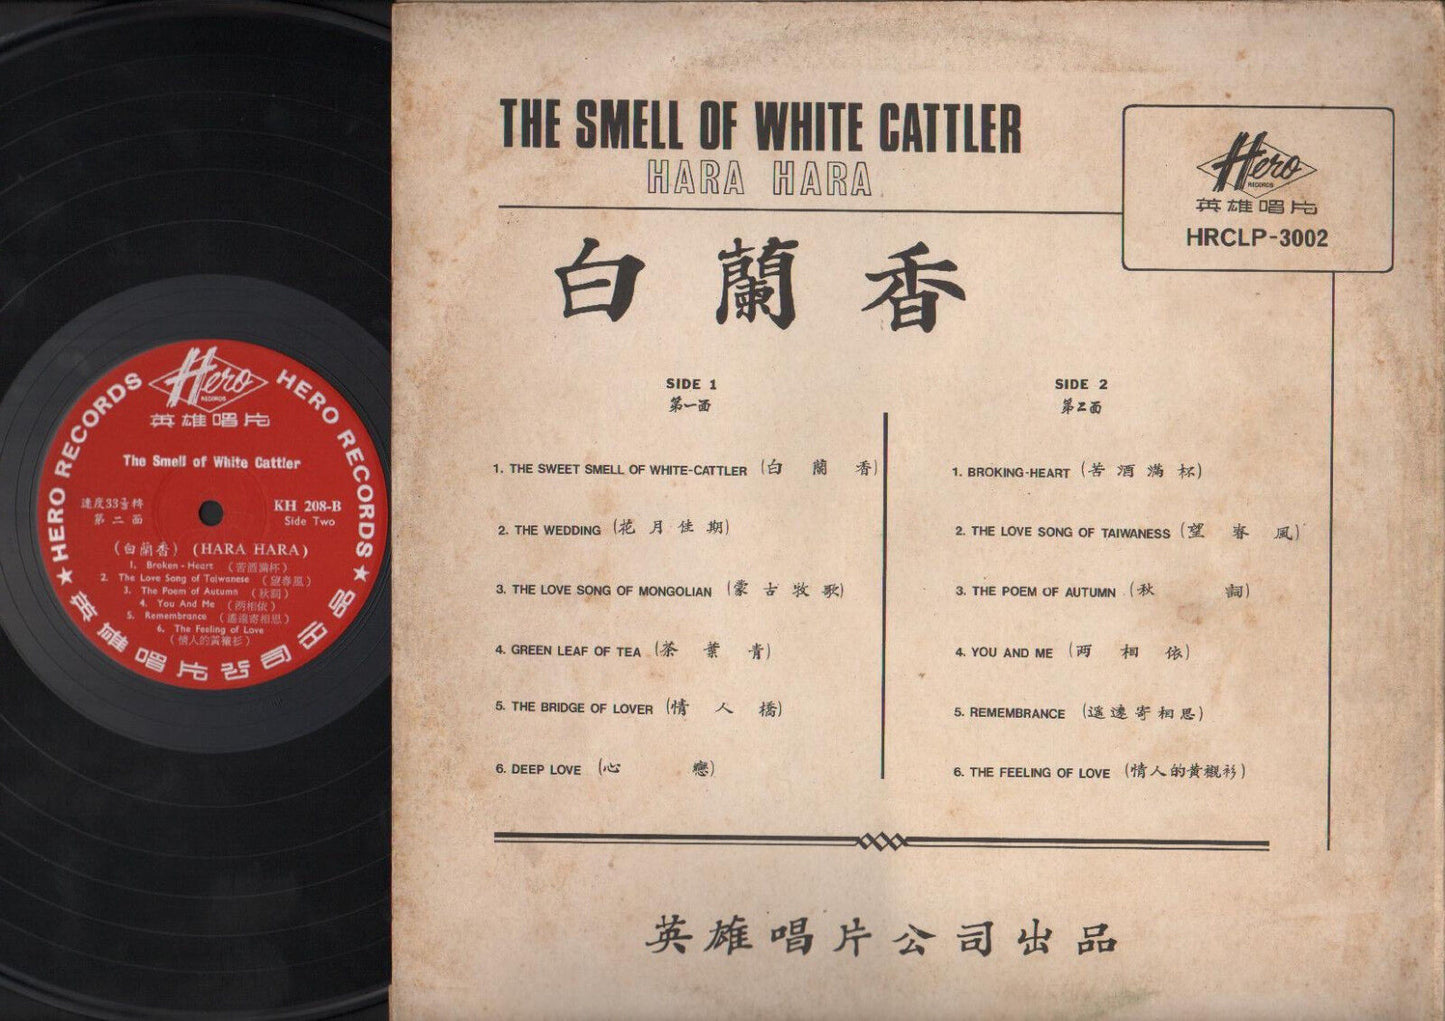 Hero
RECORDS
英雄唱片
HERO RECORDS
HERO RECORDS
The Smell of White Cattler
速度33轉
第二面
KH 208-B
Side Two
(白蘭香) (HARA HARA)
1. Broken-Heart (苦酒滿杯)
2. The Love Song of Taiwanese (望春風)
3. The Poem of Autumn (秋詞)
4. You And Me (兩相依)
5. Remembrance (遙遠寄相思)
6. The Feeling of Love
(情人的黃襯衫)
★英雄唱片公司出品★
THE SMELL OF WHITE CATTLER
HARA HARA
Hero
RECORDS
英雄唱片
HRCLP-3002
白蘭香
SIDE 1
第一面
1. THE SWEET SMELL OF WHITE-CATTLER (白蘭香)
2. THE WEDDING (花月佳期)
3. THE LOVE SONG OF MONGOLIAN (蒙古牧歌)
4. GREEN LEAF OF TEA (茶葉青)
5. THE BRIDGE OF LOVER (情人橋)
6. DEEP LOVE (心戀)
SIDE 2
第二面
1. BROKING-HEART (苦酒滿杯)
2. THE LOVE SONG OF TAIWANESS (望春風)
3. THE POEM OF AUTUMN (秋詞)
4. YOU AND ME (两相依)
5. REMEMBRANCE (遥遠寄相思)
6. THE FEELING OF LOVE (情人的黄襯衫)
英雄唱片公司出品